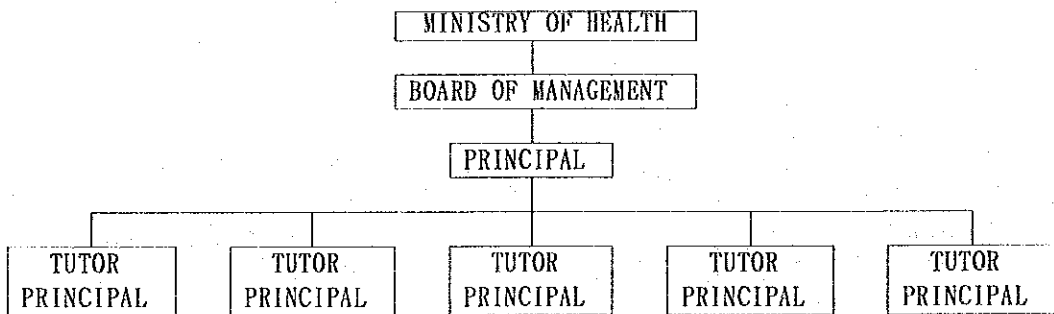 MINISTRY OF HEALTH
BOARD OF MANAGEMENT
PRINCIPAL
TUTOR
PRINCIPAL
TUTOR
PRINCIPAL
TUTOR
PRINCIPAL
TUTOR
PRINCIPAL
TUTOR
PRINCIPAL